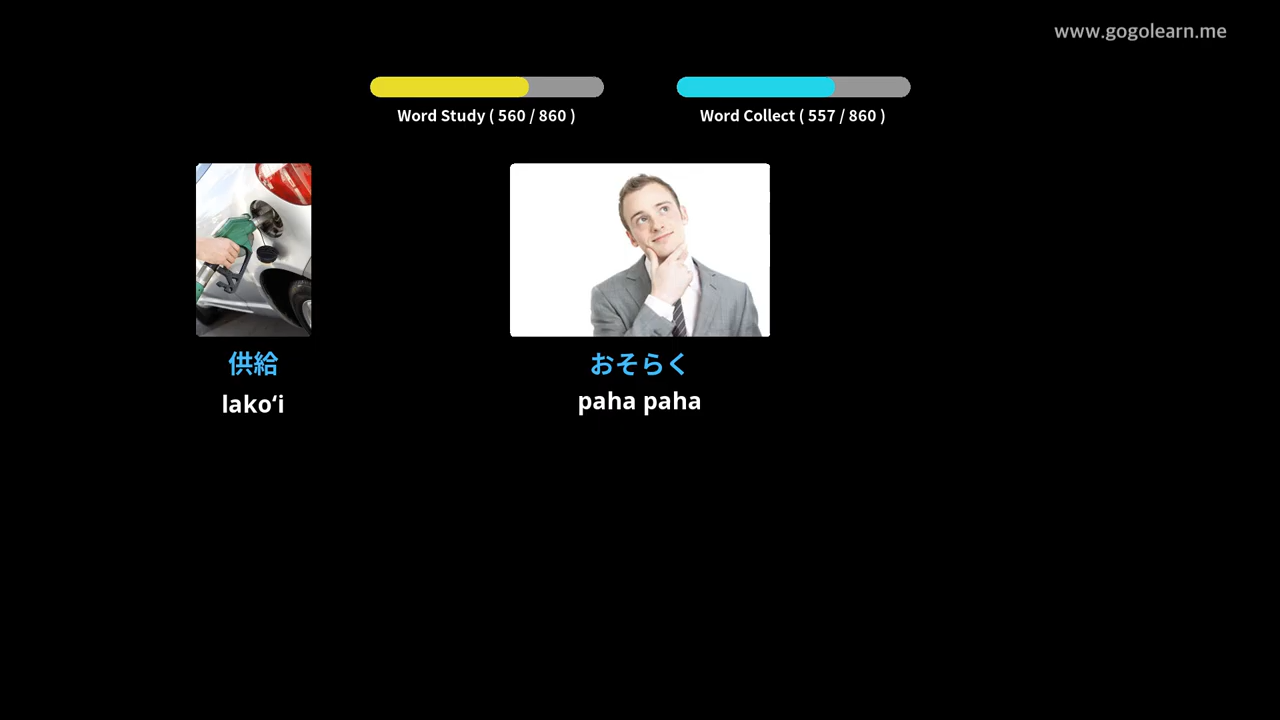 www.gogolearn.me
Word Study ( 560 / 860 )
Word Collect ( 557 / 860 )
供給
lakoʻi
おそらく
paha paha